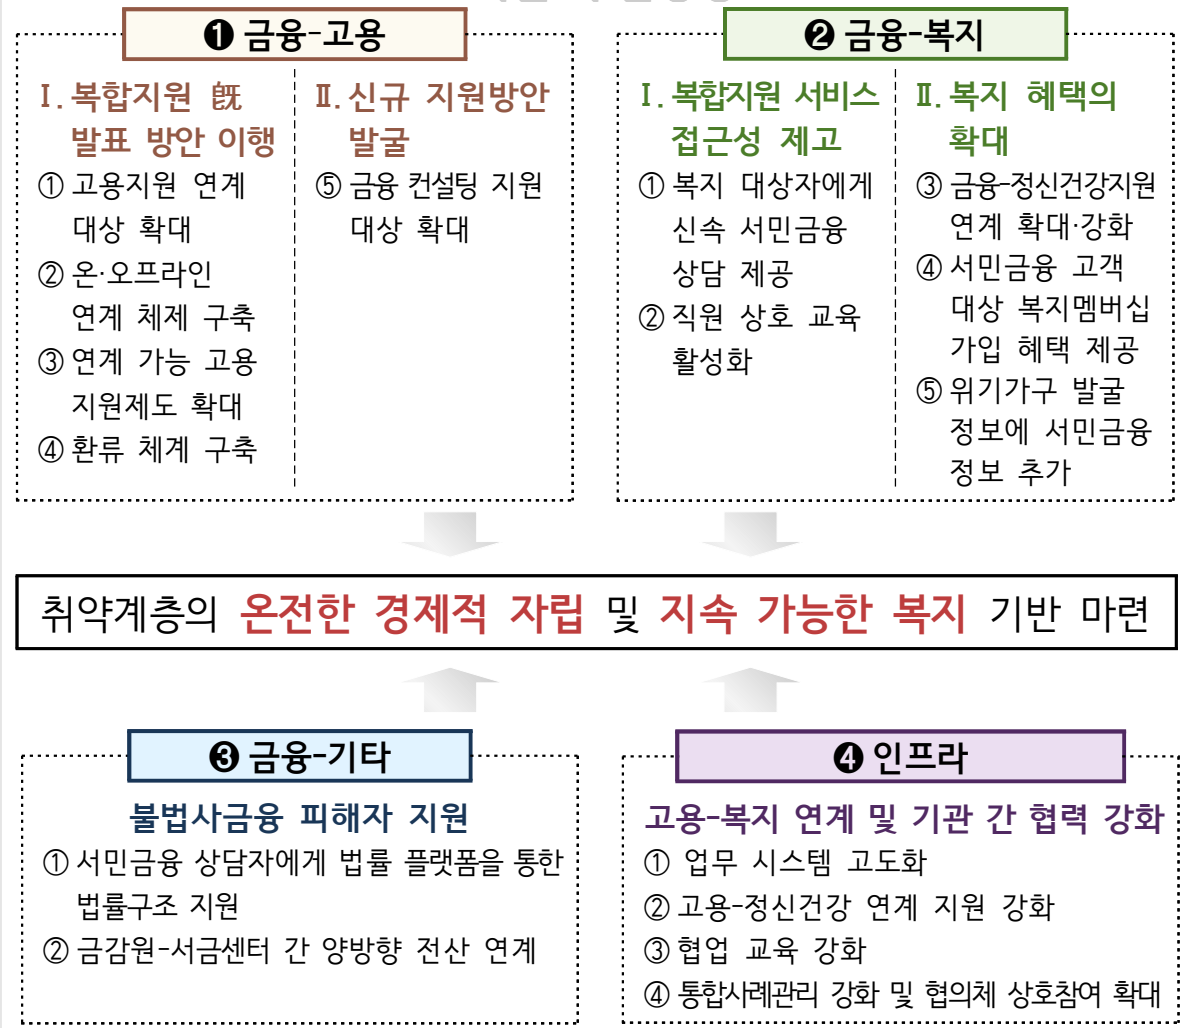 ❶ 금융-고용
Ⅰ. 복합지원 旣
발표 방안 이행
① 고용지원 연계
대상 확대
② 온·오프라인
연계 체제 구축
③ 연계 가능 고용
지원제도 확대
④ 환류 체계 구축
Ⅱ. 신규 지원방안
발굴
⑤ 금융 컨설팅 지원
대상 확대
❷ 금융-복지
Ⅰ. 복합지원 서비스
접근성 제고
① 복지 대상자에게
신속 서민금융
상담 제공
② 직원 상호 교육
활성화
Ⅱ. 복지 혜택의
확대
③ 금융-정신건강지원
연계 확대·강화
④ 서민금융 고객
대상 복지멤버십
가입 혜택 제공
⑤ 위기가구 발굴
정보에 서민금융
정보 추가
취약계층의 온전한 경제적 자립 및 지속 가능한 복지 기반 마련
❸ 금융-기타
불법사금융 피해자 지원
① 서민금융 상담자에게 법률 플랫폼을 통한
법률구조 지원
② 금감원-서금센터 간 양방향 전산 연계
❹ 인프라
고용-복지 연계 및 기관 간 협력 강화
① 업무 시스템 고도화
② 고용-정신건강 연계 지원 강화
③ 협업 교육 강화
④ 통합사례관리 강화 및 협의체 상호참여 확대